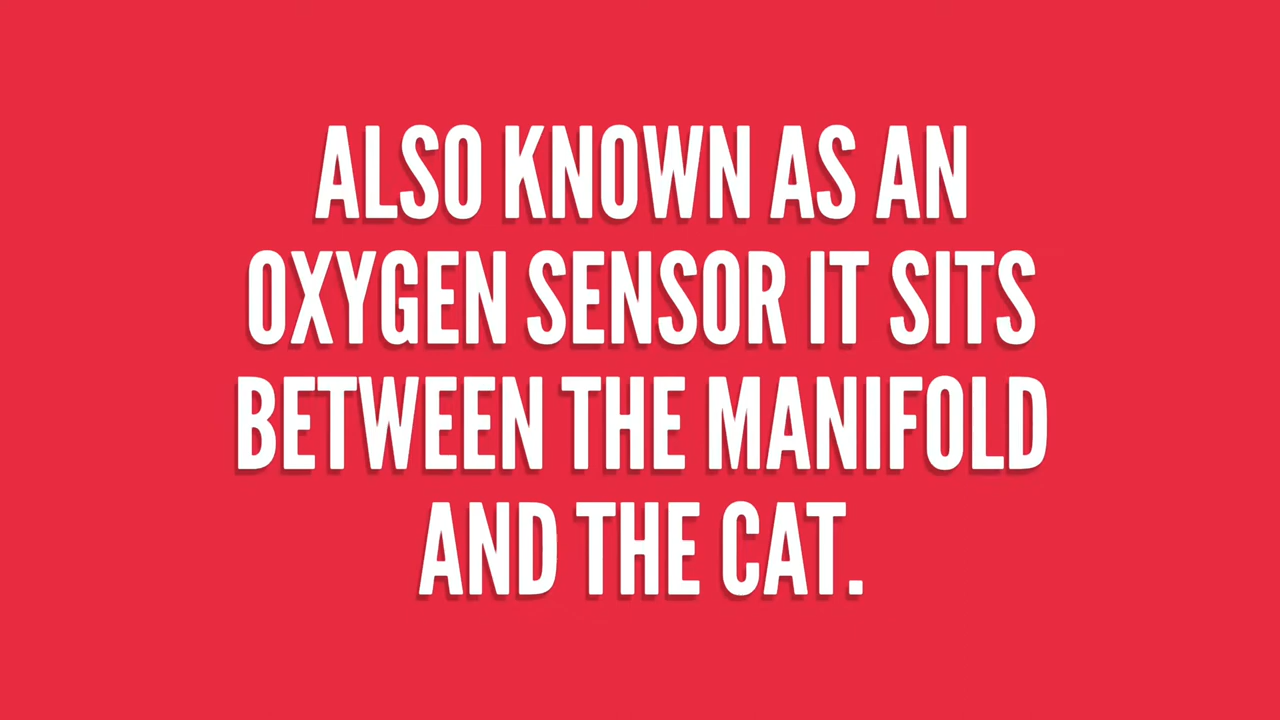 ALSO KNOWN AS AN
OXYGEN SENSOR IT SITS
BETWEEN THE MANIFOLD
AND THE CAT.